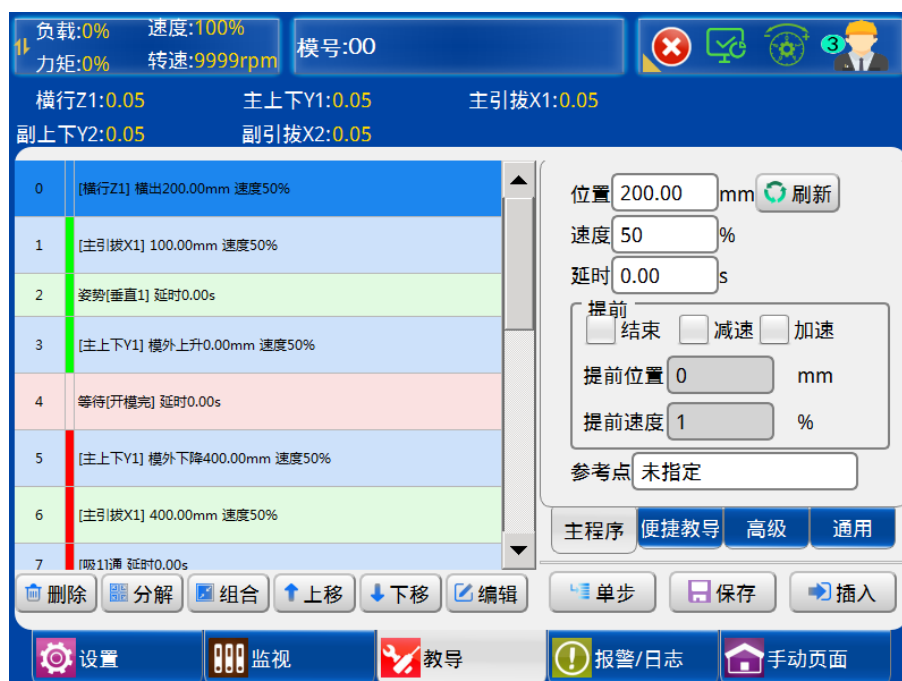 负载:0% 速度:100%
力矩:0% 转速:9999rpm
模号:00
3
横行Z1:0.05 主上下Y1:0.05 主引拔X1:0.05
副上下Y2:0.05 副引拔X2:0.05
0 [横行Z1] 横出200.00mm 速度50%
1 [主引拔X1] 100.00mm 速度50%
2 姿势[垂直1] 延时0.00s
3 [主上下Y1] 模外上升0.00mm 速度50%
4 等待[开模完] 延时0.00s
5 [主上下Y1] 模外下降400.00mm 速度50%
6 [主引拔X1] 400.00mm 速度50%
7 [吸1]通 延时0.00s
位置 200.00 mm 刷新
速度 50 %
延时 0.00 s
提前
结束 减速 加速
提前位置 0 mm
提前速度 1 %
参考点 未指定
主程序 便捷教导 高级 通用
删除 分解 组合 上移 下移 编辑 单步 保存 插入
设置 监视 教导 报警/日志 手动页面